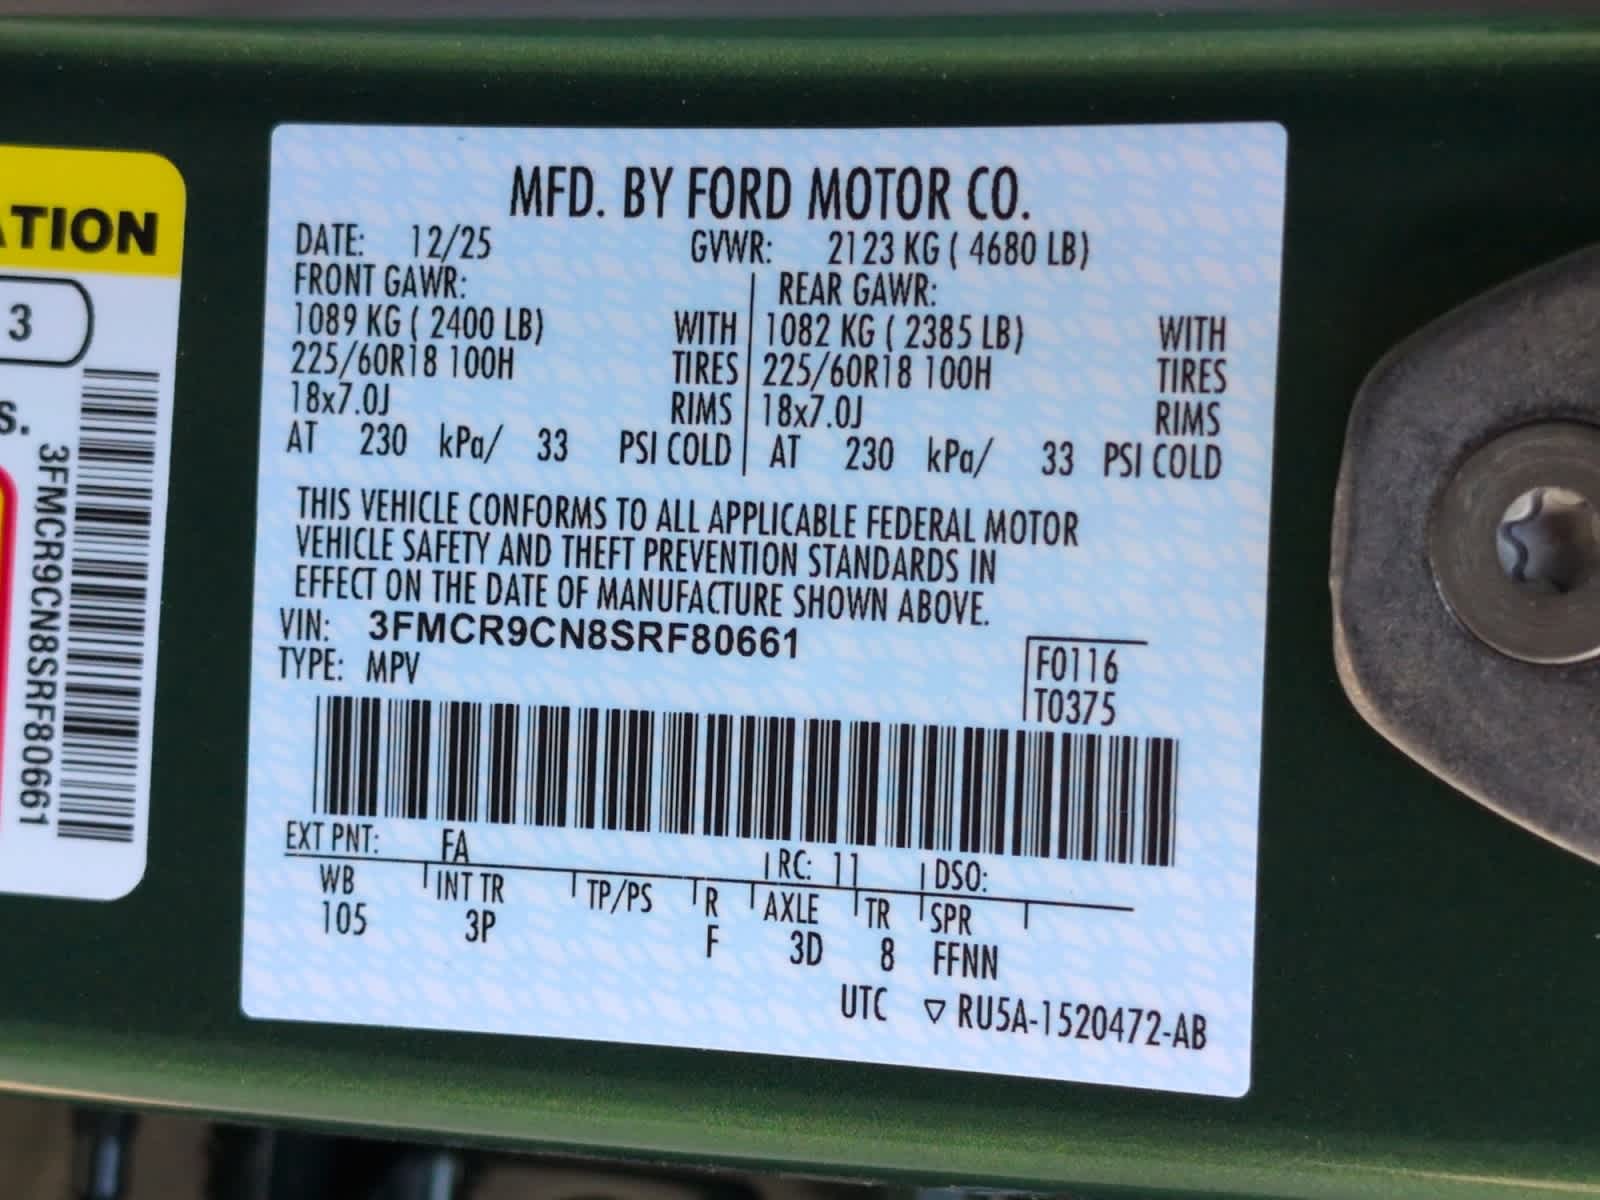 ATION
3
S.
3FMCR9CN8SRF80661
MFD. BY FORD MOTOR CO.
DATE: 12/25 GVWR: 2123 KG ( 4680 LB)
FRONT GAWR: REAR GAWR:
1089 KG ( 2400 LB) WITH 1082 KG ( 2385 LB) WITH
225/60R18 100H TIRES 225/60R18 100H TIRES
18x7.0J RIMS 18x7.0J RIMS
AT 230 kPa/ 33 PSI COLD AT 230 kPa/ 33 PSI COLD
THIS VEHICLE CONFORMS TO ALL APPLICABLE FEDERAL MOTOR
VEHICLE SAFETY AND THEFT PREVENTION STANDARDS IN
EFFECT ON THE DATE OF MANUFACTURE SHOWN ABOVE.
VIN: 3FMCR9CN8SRF80661
TYPE: MPV
F0116
T0375
EXT PNT: FA RC: 11 DSO:
WB INT TR TP/PS R AXLE TR SPR
105 3P F 3D 8 FFNN
UTC ▽ RU5A-1520472-AB